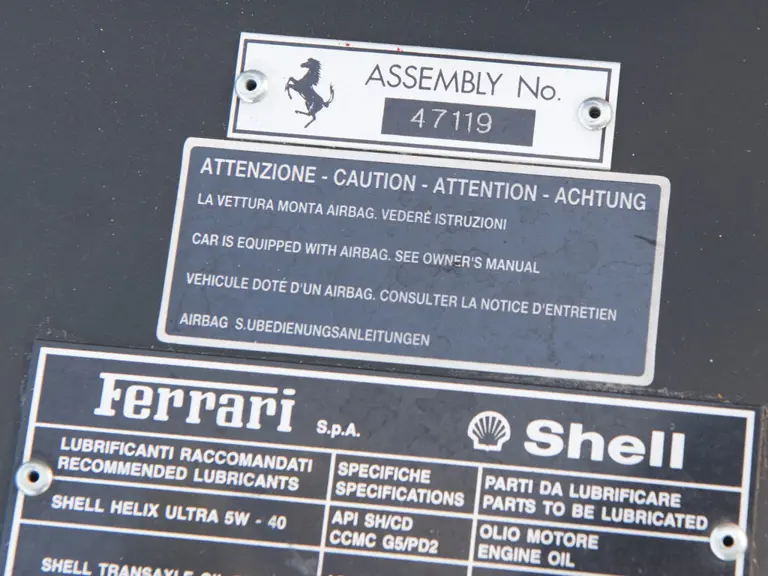 ASSEMBLY No.
47119
ATTENZIONE - CAUTION - ATTENTION - ACHTUNG
LA VETTURA MONTA AIRBAG. VEDERE ISTRUZIONI
CAR IS EQUIPPED WITH AIRBAG. SEE OWNER'S MANUAL
VEHICULE DOTÉ D'UN AIRBAG. CONSULTER LA NOTICE D'ENTRETIEN
AIRBAG S.UBEDIENUNGSANLEITUNGEN
Ferrari S.p.A. Shell
LUBRIFICANTI RACCOMANDATI
RECOMMENDED LUBRICANTS
SPECIFICHE
SPECIFICATIONS
PARTI DA LUBRIFICARE
PARTS TO BE LUBRICATED
SHELL HELIX ULTRA 5W - 40
API SH/CD
CCMC G5/PD2
OLIO MOTORE
ENGINE OIL
SHELL TRANSAXLE